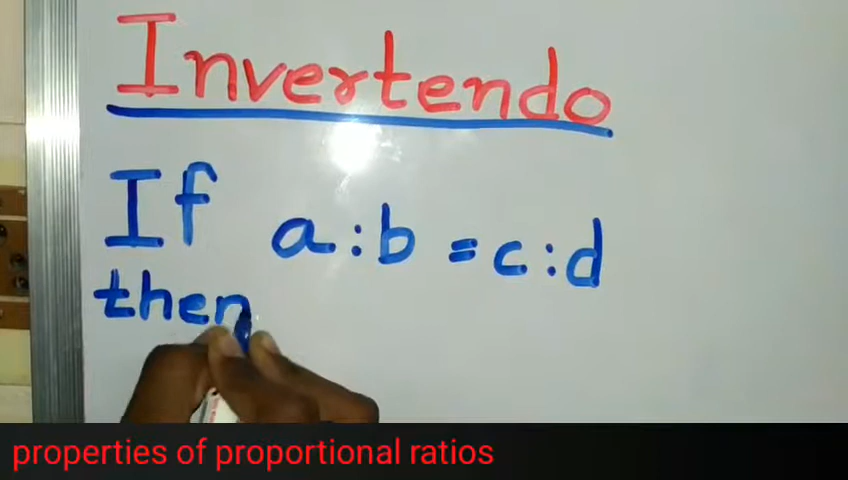 Invertendo
If a:b = c:d
then
properties of proportional ratios